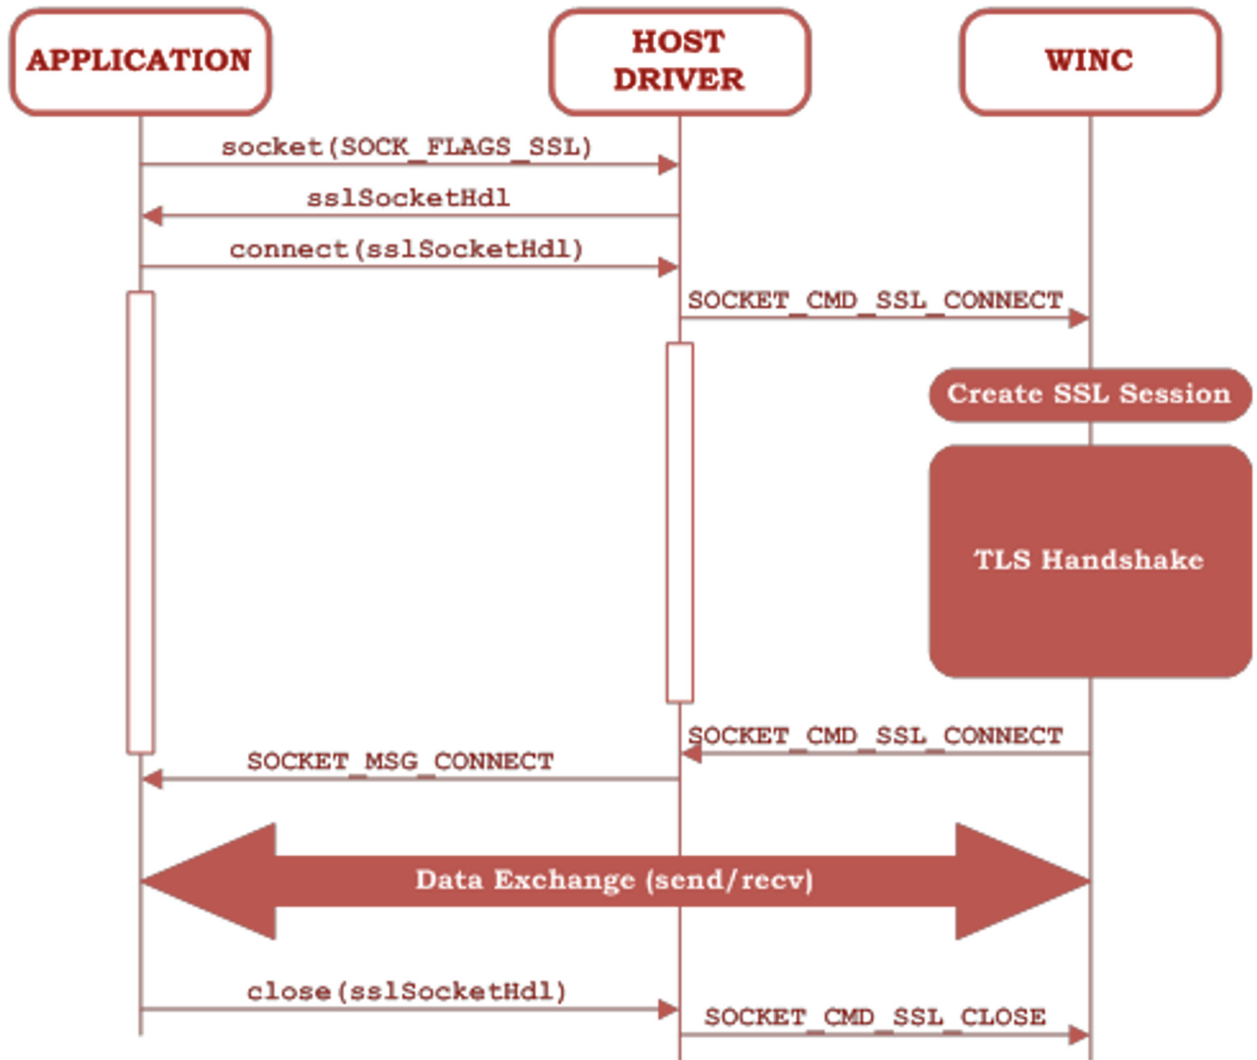 APPLICATION
HOST
DRIVER
WINC
socket(SOCK_FLAGS_SSL)
sslSocketHdl
connect(sslSocketHdl)
SOCKET_CMD_SSL_CONNECT
Create SSL Session
TLS Handshake
SOCKET_CMD_SSL_CONNECT
SOCKET_MSG_CONNECT
Data Exchange (send/recv)
close(sslSocketHdl)
SOCKET_CMD_SSL_CLOSE